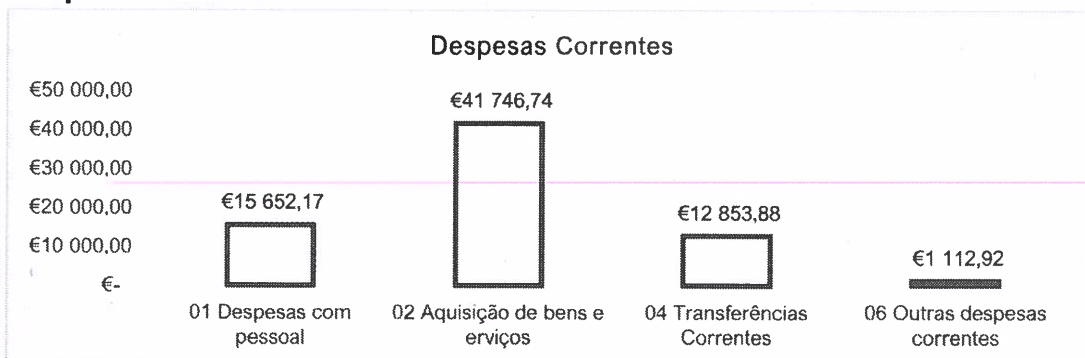 Despesas Correntes
€50 000,00
€40 000,00
€30 000,00
€20 000,00
€10 000,00
€-
€15 652,17
€41 746,74
€12 853,88
€1 112,92
01 Despesas com
pessoal
02 Aquisição de bens e
erviços
04 Transferências
Correntes
06 Outras despesas
correntes